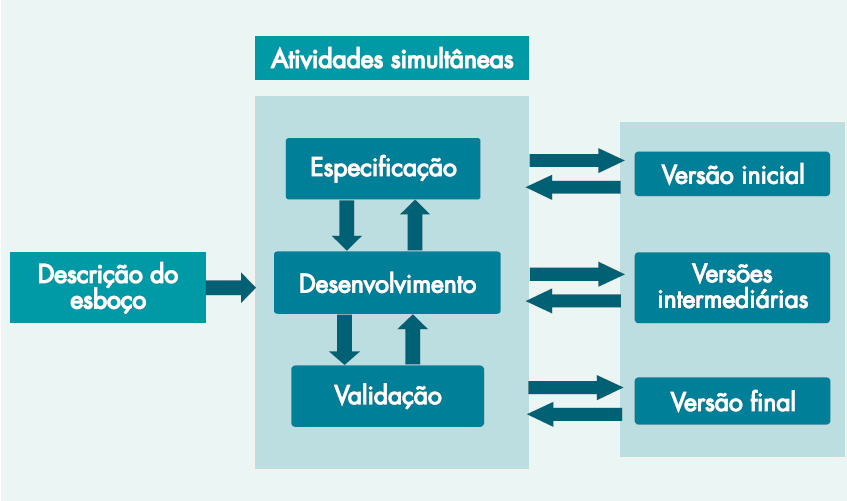 Atividades simultâneas
Especificação
Versão inicial
Descrição do
esboço
Desenvolvimento
Versões
intermediárias
Validação
Versão final